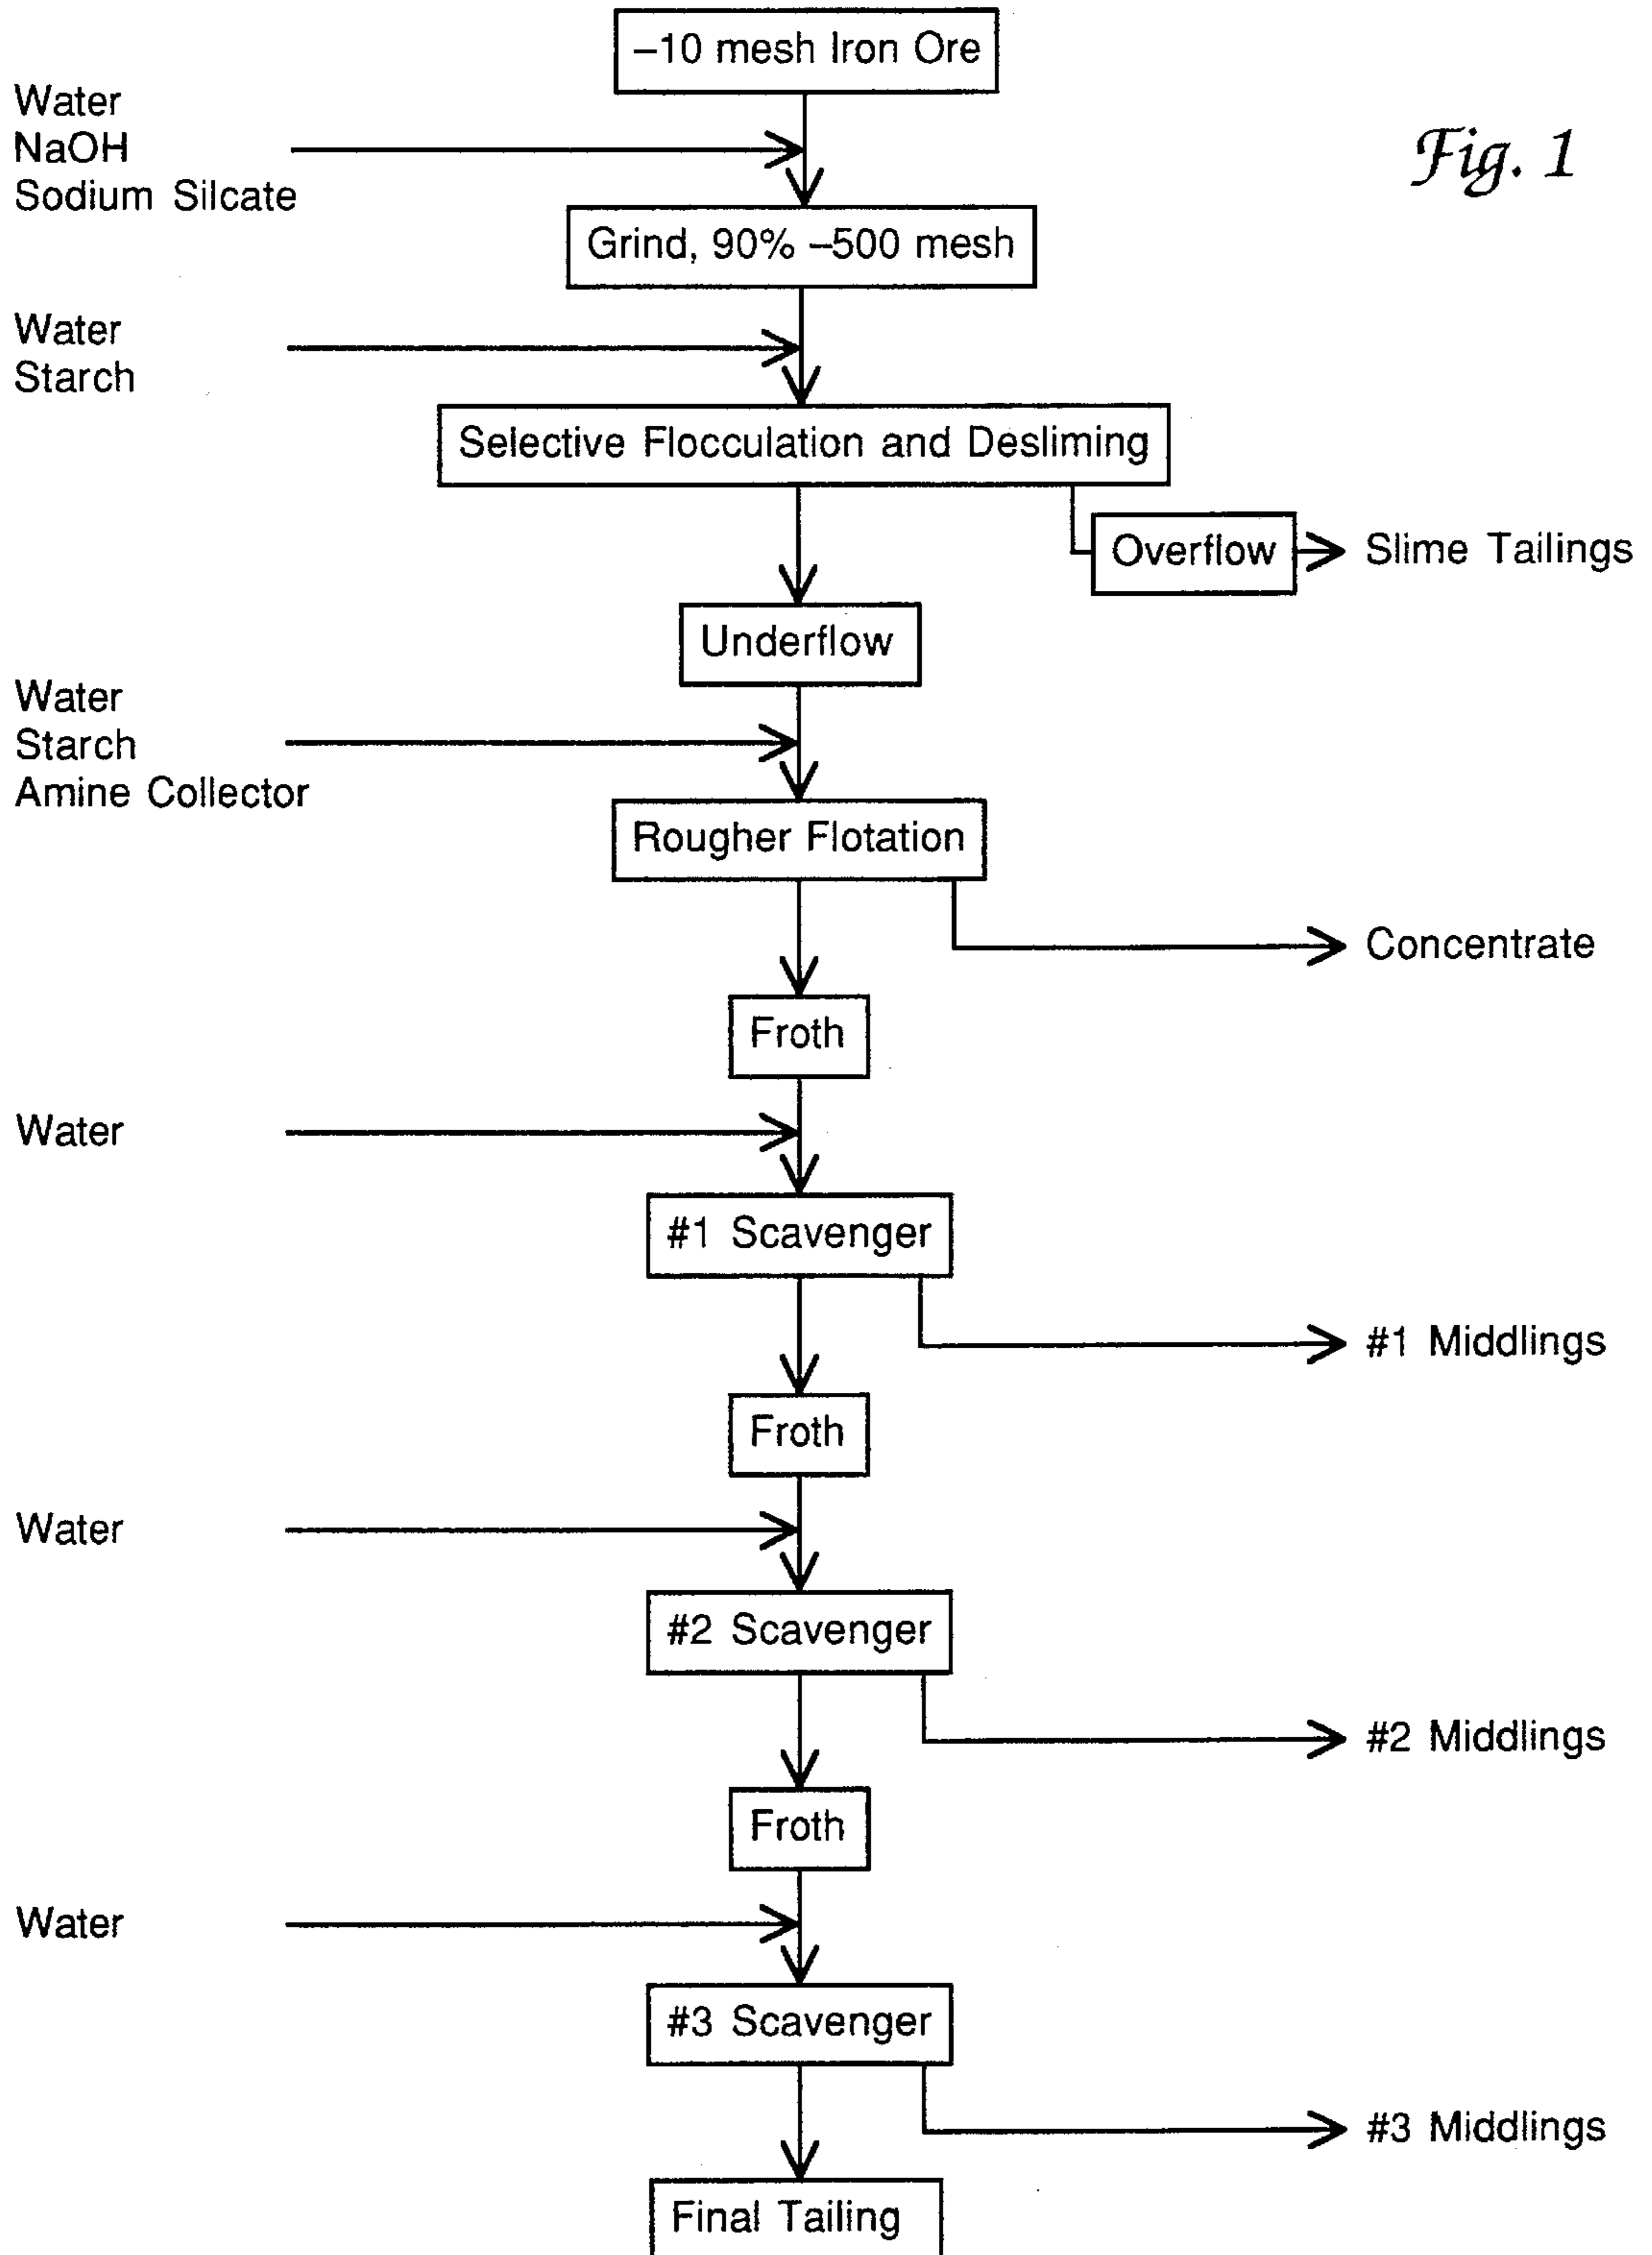 –10 mesh Iron Ore
Water
NaOH
Sodium Silcate
Fig. 1
Grind, 90% –500 mesh
Water
Starch
Selective Flocculation and Desliming
Overflow
Slime Tailings
Underflow
Water
Starch
Amine Collector
Rougher Flotation
Concentrate
Froth
Water
#1 Scavenger
#1 Middlings
Froth
Water
#2 Scavenger
#2 Middlings
Froth
Water
#3 Scavenger
#3 Middlings
Final Tailing